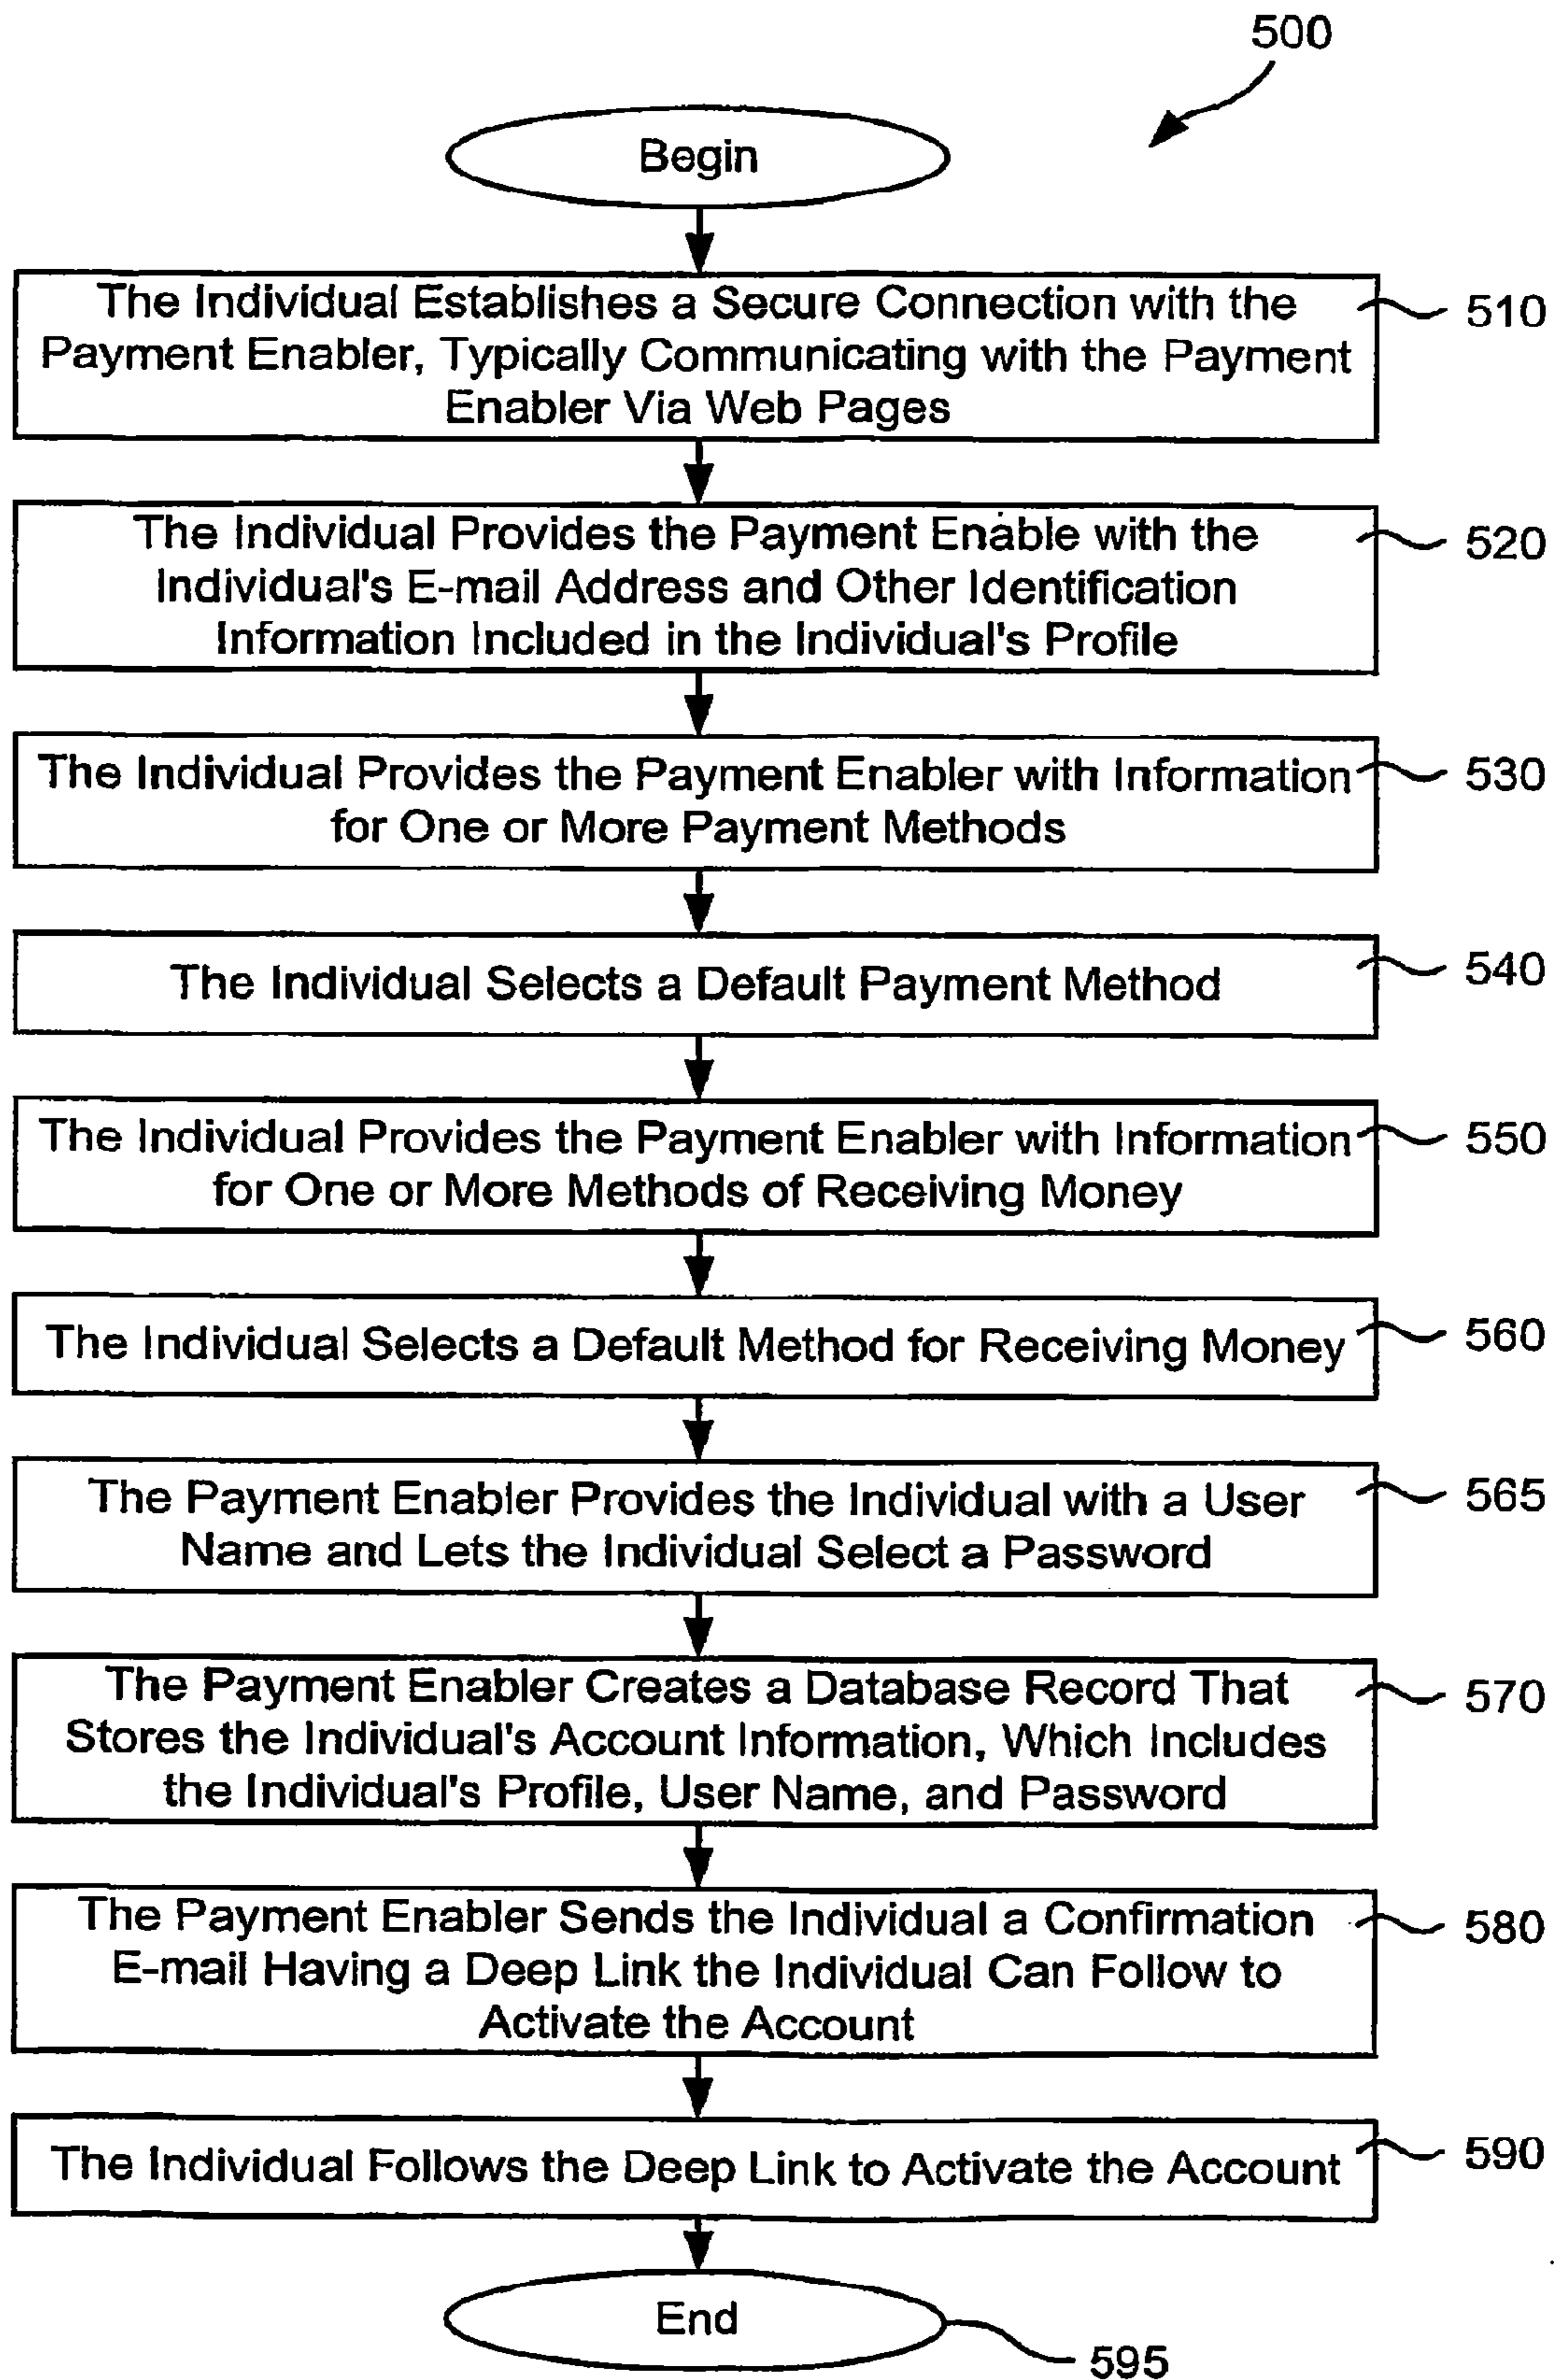 500
Begin
The Individual Establishes a Secure Connection with the
510
Payment Enabler, Typically Communicating with the Payment
Enabler Via Web Pages
The Individual Provides the Payment Enable with the
520
Individual's E-mail Address and Other Identification
Information Included in the Individual's Profile
The Individual Provides the Payment Enabler with Information
530
for One or More Payment Methods
The Individual Selects a Default Payment Method
540
The Individual Provides the Payment Enabler with Information
550
for One or More Methods of Receiving Money
The Individual Selects a Default Method for Receiving Money
560
The Payment Enabler Provides the Individual with a User
565
Name and Lets the Individual Select a Password
The Payment Enabler Creates a Database Record That
570
Stores the Individual's Account Information, Which Includes
the Individual's Profile, User Name, and Password
The Payment Enabler Sends the Individual a Confirmation
580
E-mail Having a Deep Link the Individual Can Follow to
Activate the Account
The Individual Follows the Deep Link to Activate the Account
590
End
595